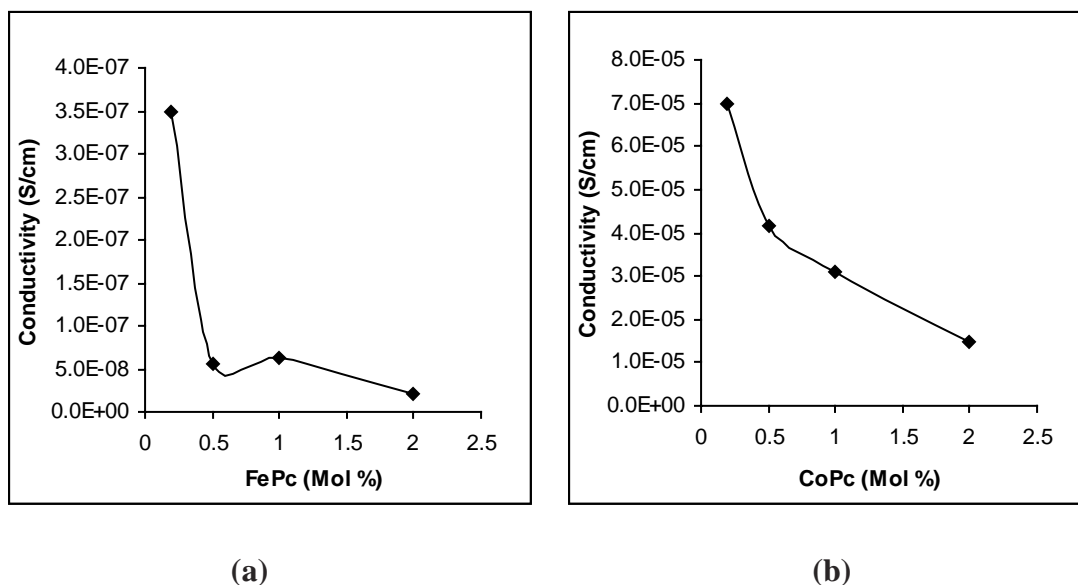 4.0E-07
3.5E-07
3.0E-07
2.5E-07
2.0E-07
1.5E-07
1.0E-07
5.0E-08
0.0E+00
Conductivity (S/cm)
0 0.5 1 1.5 2 2.5
FePc (Mol %)
(a)
8.0E-05
7.0E-05
6.0E-05
5.0E-05
4.0E-05
3.0E-05
2.0E-05
1.0E-05
0.0E+00
Conductivity (S/cm)
0 0.5 1 1.5 2 2.5
CoPc (Mol %)
(b)